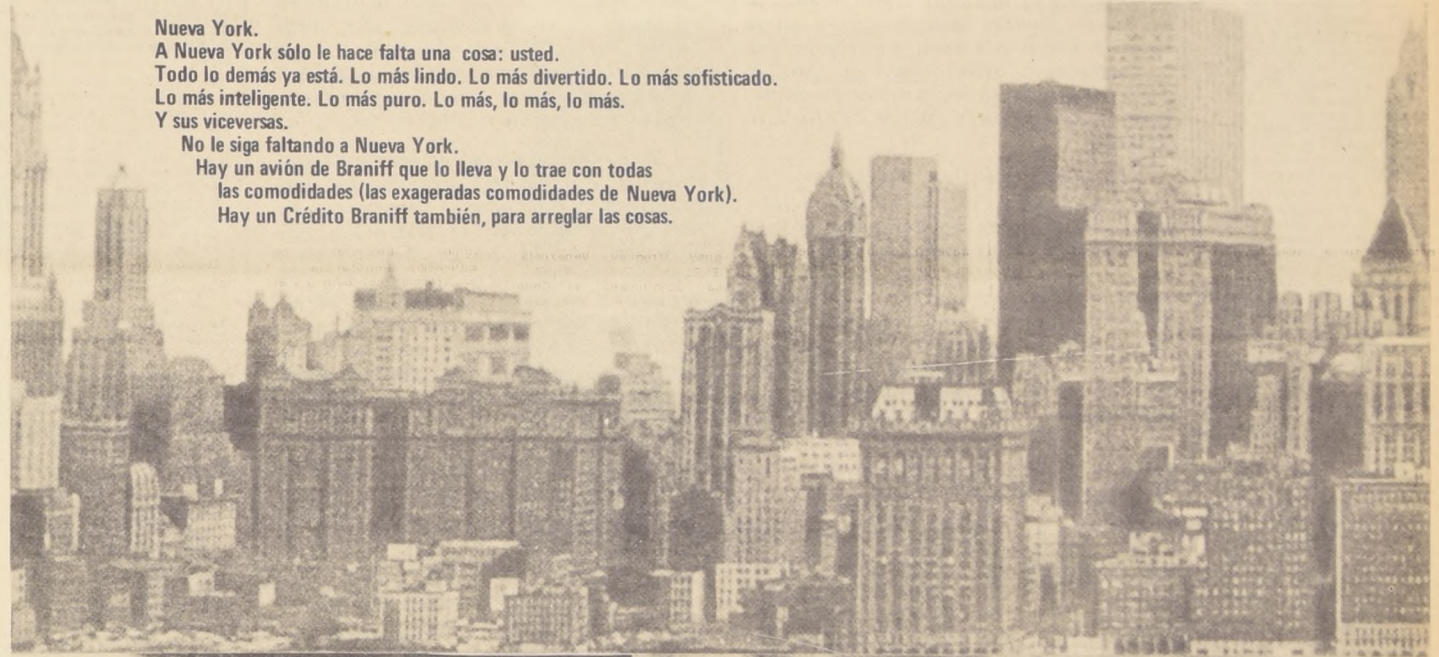 Nueva York.
A Nueva York sólo le hace falta una cosa: usted.
Todo lo demás ya está. Lo más lindo. Lo más divertido. Lo más sofisticado.
Lo más inteligente. Lo más puro. Lo más, lo más, lo más.
Y sus viceversas.
No le siga faltando a Nueva York.
Hay un avión de Braniff que lo lleva y lo trae con todas
las comodidades (las exageradas comodidades de Nueva York).
Hay un Crédito Braniff también, para arreglar las cosas.